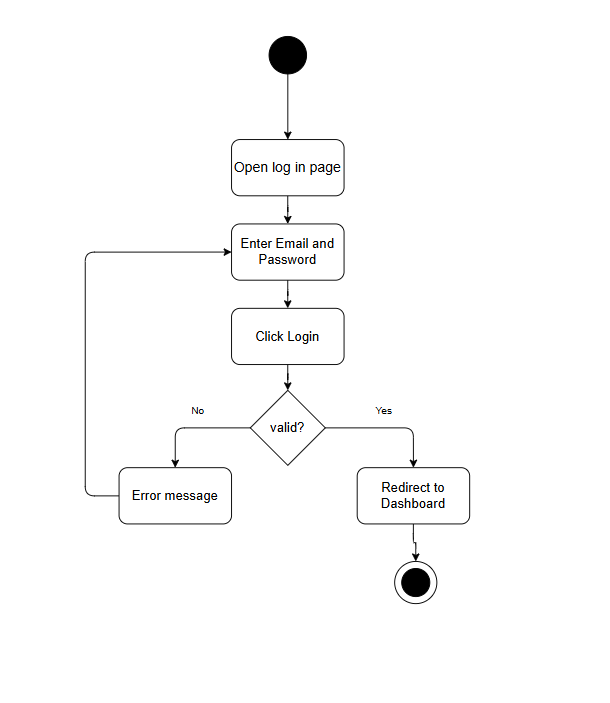 Open log in page
Enter Email and
Password
Click Login
valid?
No
Yes
Error message
Redirect to
Dashboard